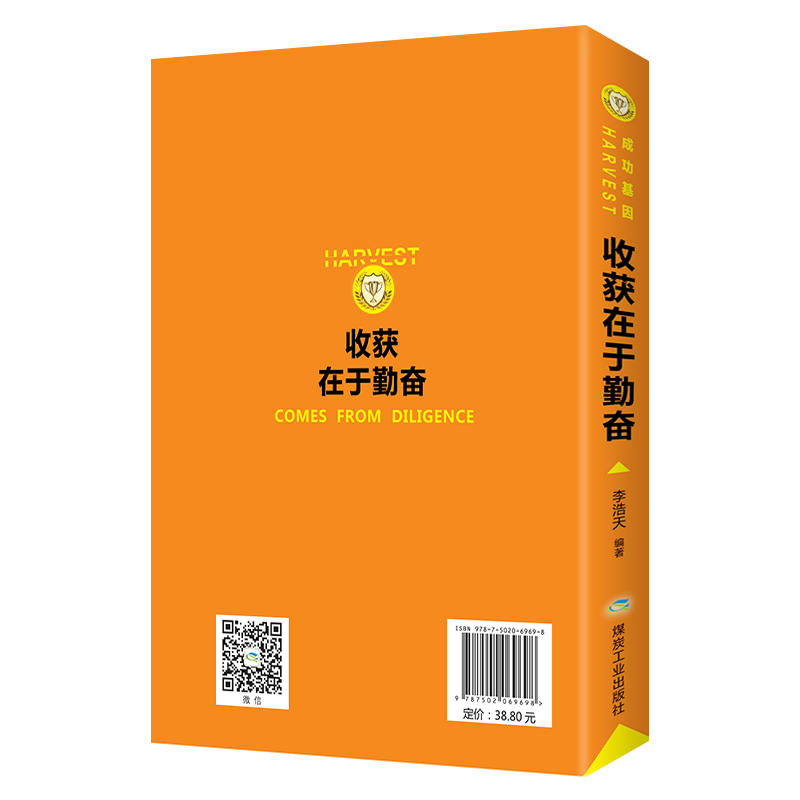 HARVEST
收获
在于勤奋
COMES FROM DILIGENCE
微信
ISBN 978-7-5020-6969-8
9 787502 069698 >
定价：38.80 元
成功基因
HARVEST
收获在于勤奋
李浩天 编著
煤炭工业出版社